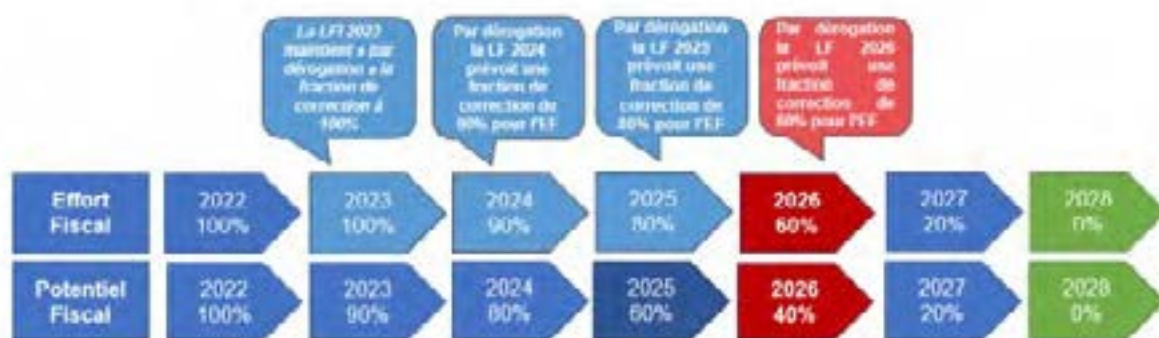 La LFI 2023
maintient « par
dérogation » la
fraction de
correction à
100%
Par dérogation
la LF 2024
prévoit une
fraction de
correction de
90% pour l'EF
Par dérogation
la LF 2025
prévoit une
fraction de
correction de
80% pour l'EF
Par dérogation
la LF 2026
prévoit une
fraction de
correction de
60% pour l'EF
Effort
Fiscal
2022
100%
2023
100%
2024
90%
2025
80%
2026
60%
2027
20%
2028
0%
Potentiel
Fiscal
2022
100%
2023
90%
2024
80%
2025
60%
2026
40%
2027
20%
2028
0%